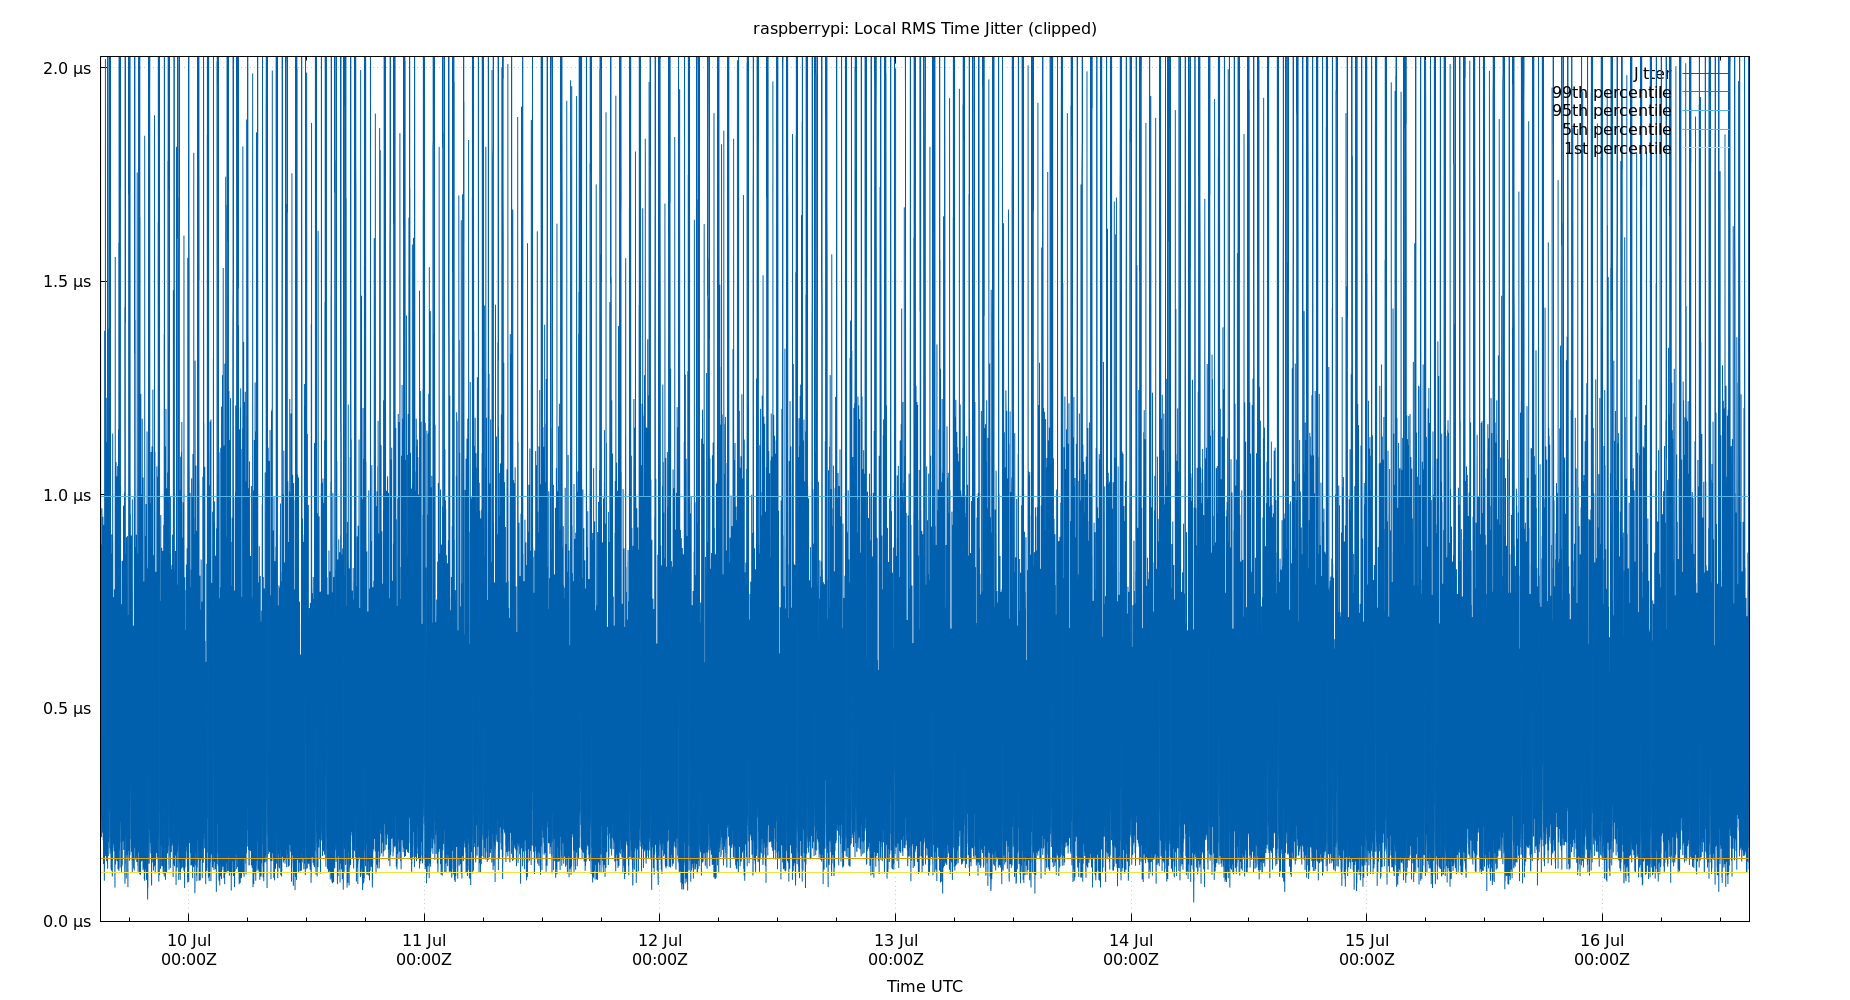 raspberrypi: Local RMS Time Jitter (clipped)
2.0 µs
1.5 µs
1.0 µs
0.5 µs
0.0 µs
Jitter
99th percentile
95th percentile
5th percentile
1st percentile
10 Jul
00:00Z
11 Jul
00:00Z
12 Jul
00:00Z
13 Jul
00:00Z
14 Jul
00:00Z
15 Jul
00:00Z
16 Jul
00:00Z
Time UTC